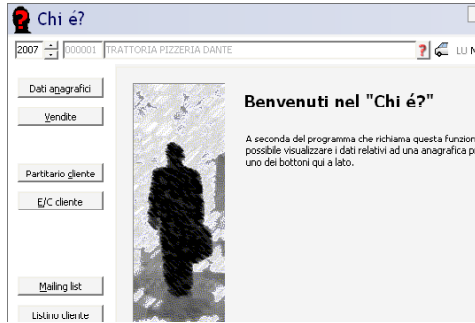 Chi é?
2007 000001 TRATTORIA PIZZERIA DANTE ? LU
Dati anagrafici
Vendite
Partitario cliente
E/C cliente
Mailing list
Listino cliente
Benvenuti nel "Chi é?"
A seconda del programma che richiama questa
possibile visualizzare i dati relativi ad una anagrafica
uno dei bottoni qui a lato.